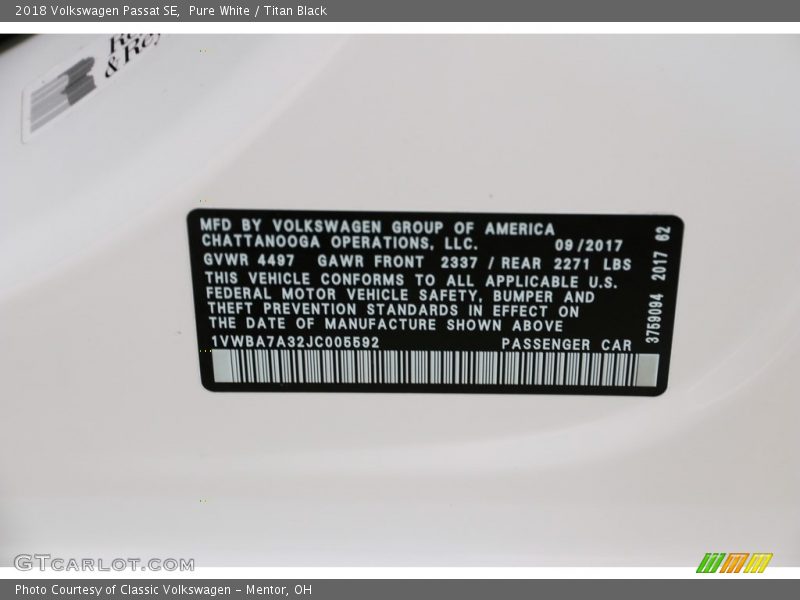 2018 Volkswagen Passat SE, Pure White / Titan Black
MFD BY VOLKSWAGEN GROUP OF AMERICA
CHATTANOOGA OPERATIONS, LLC. 09/2017
GVWR 4497 GAWR FRONT 2337 / REAR 2271 LBS
THIS VEHICLE CONFORMS TO ALL APPLICABLE U.S.
FEDERAL MOTOR VEHICLE SAFETY, BUMPER AND
THEFT PREVENTION STANDARDS IN EFFECT ON
THE DATE OF MANUFACTURE SHOWN ABOVE
1VWBA7A32JC005592 PASSENGER CAR
3759094 2017 62
GTCARLOT.COM
Photo Courtesy of Classic Volkswagen - Mentor, OH